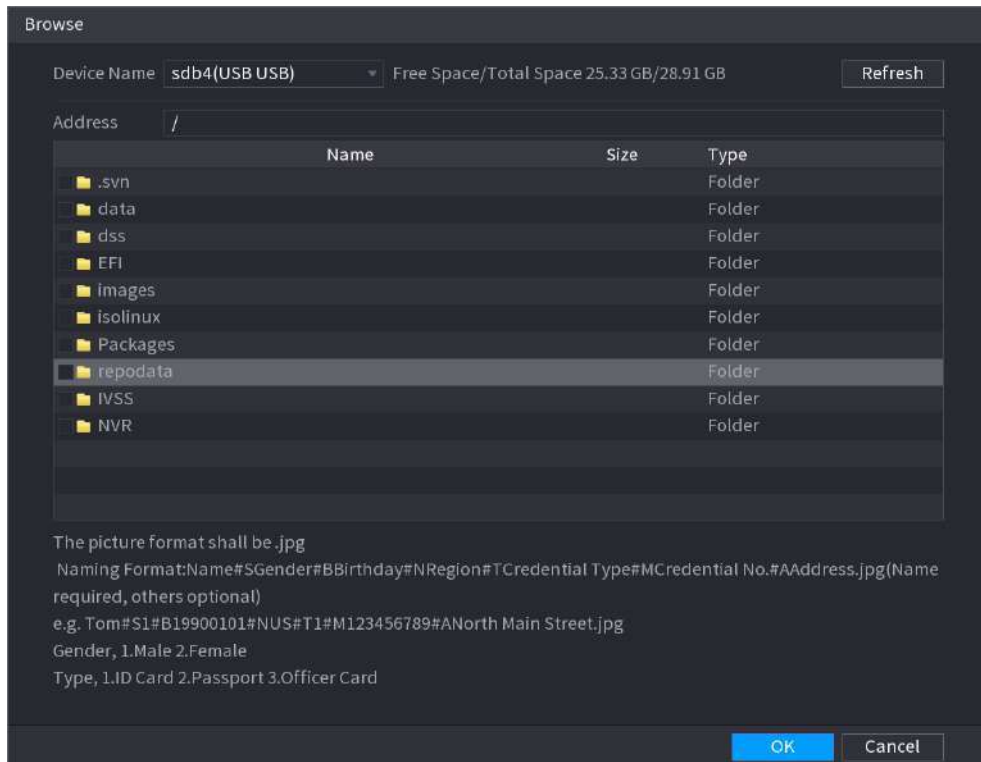 Browse
Device Name sdb4(USB USB) Free Space/Total Space 25.33 GB/28.91 GB Refresh
Address /
Name Size Type
.svn Folder
data Folder
dss Folder
EFI Folder
images Folder
isolinux Folder
Packages Folder
repodata Folder
IVSS Folder
NVR Folder
The picture format shall be .jpg
Naming Format:Name#SGender#BBirthday#NRegion#TCredential Type#MCredential No.#AAddress.jpg(Name
required, others optional)
e.g. Tom#S1#B19900101#NUS#T1#M123456789#ANorth Main Street.jpg
Gender, 1.Male 2.Female
Type, 1.ID Card 2.Passport 3.Officer Card
OK Cancel